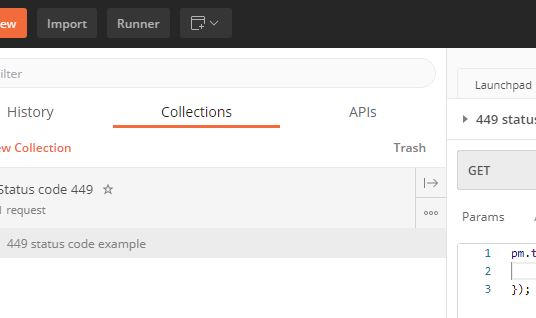 ew Import Runner
ilter
Launchpad
History Collections APIs
449 status
ew Collection Trash
Status code 449
GET
1 request
Params
449 status code example
1 pm.t
2
3 });